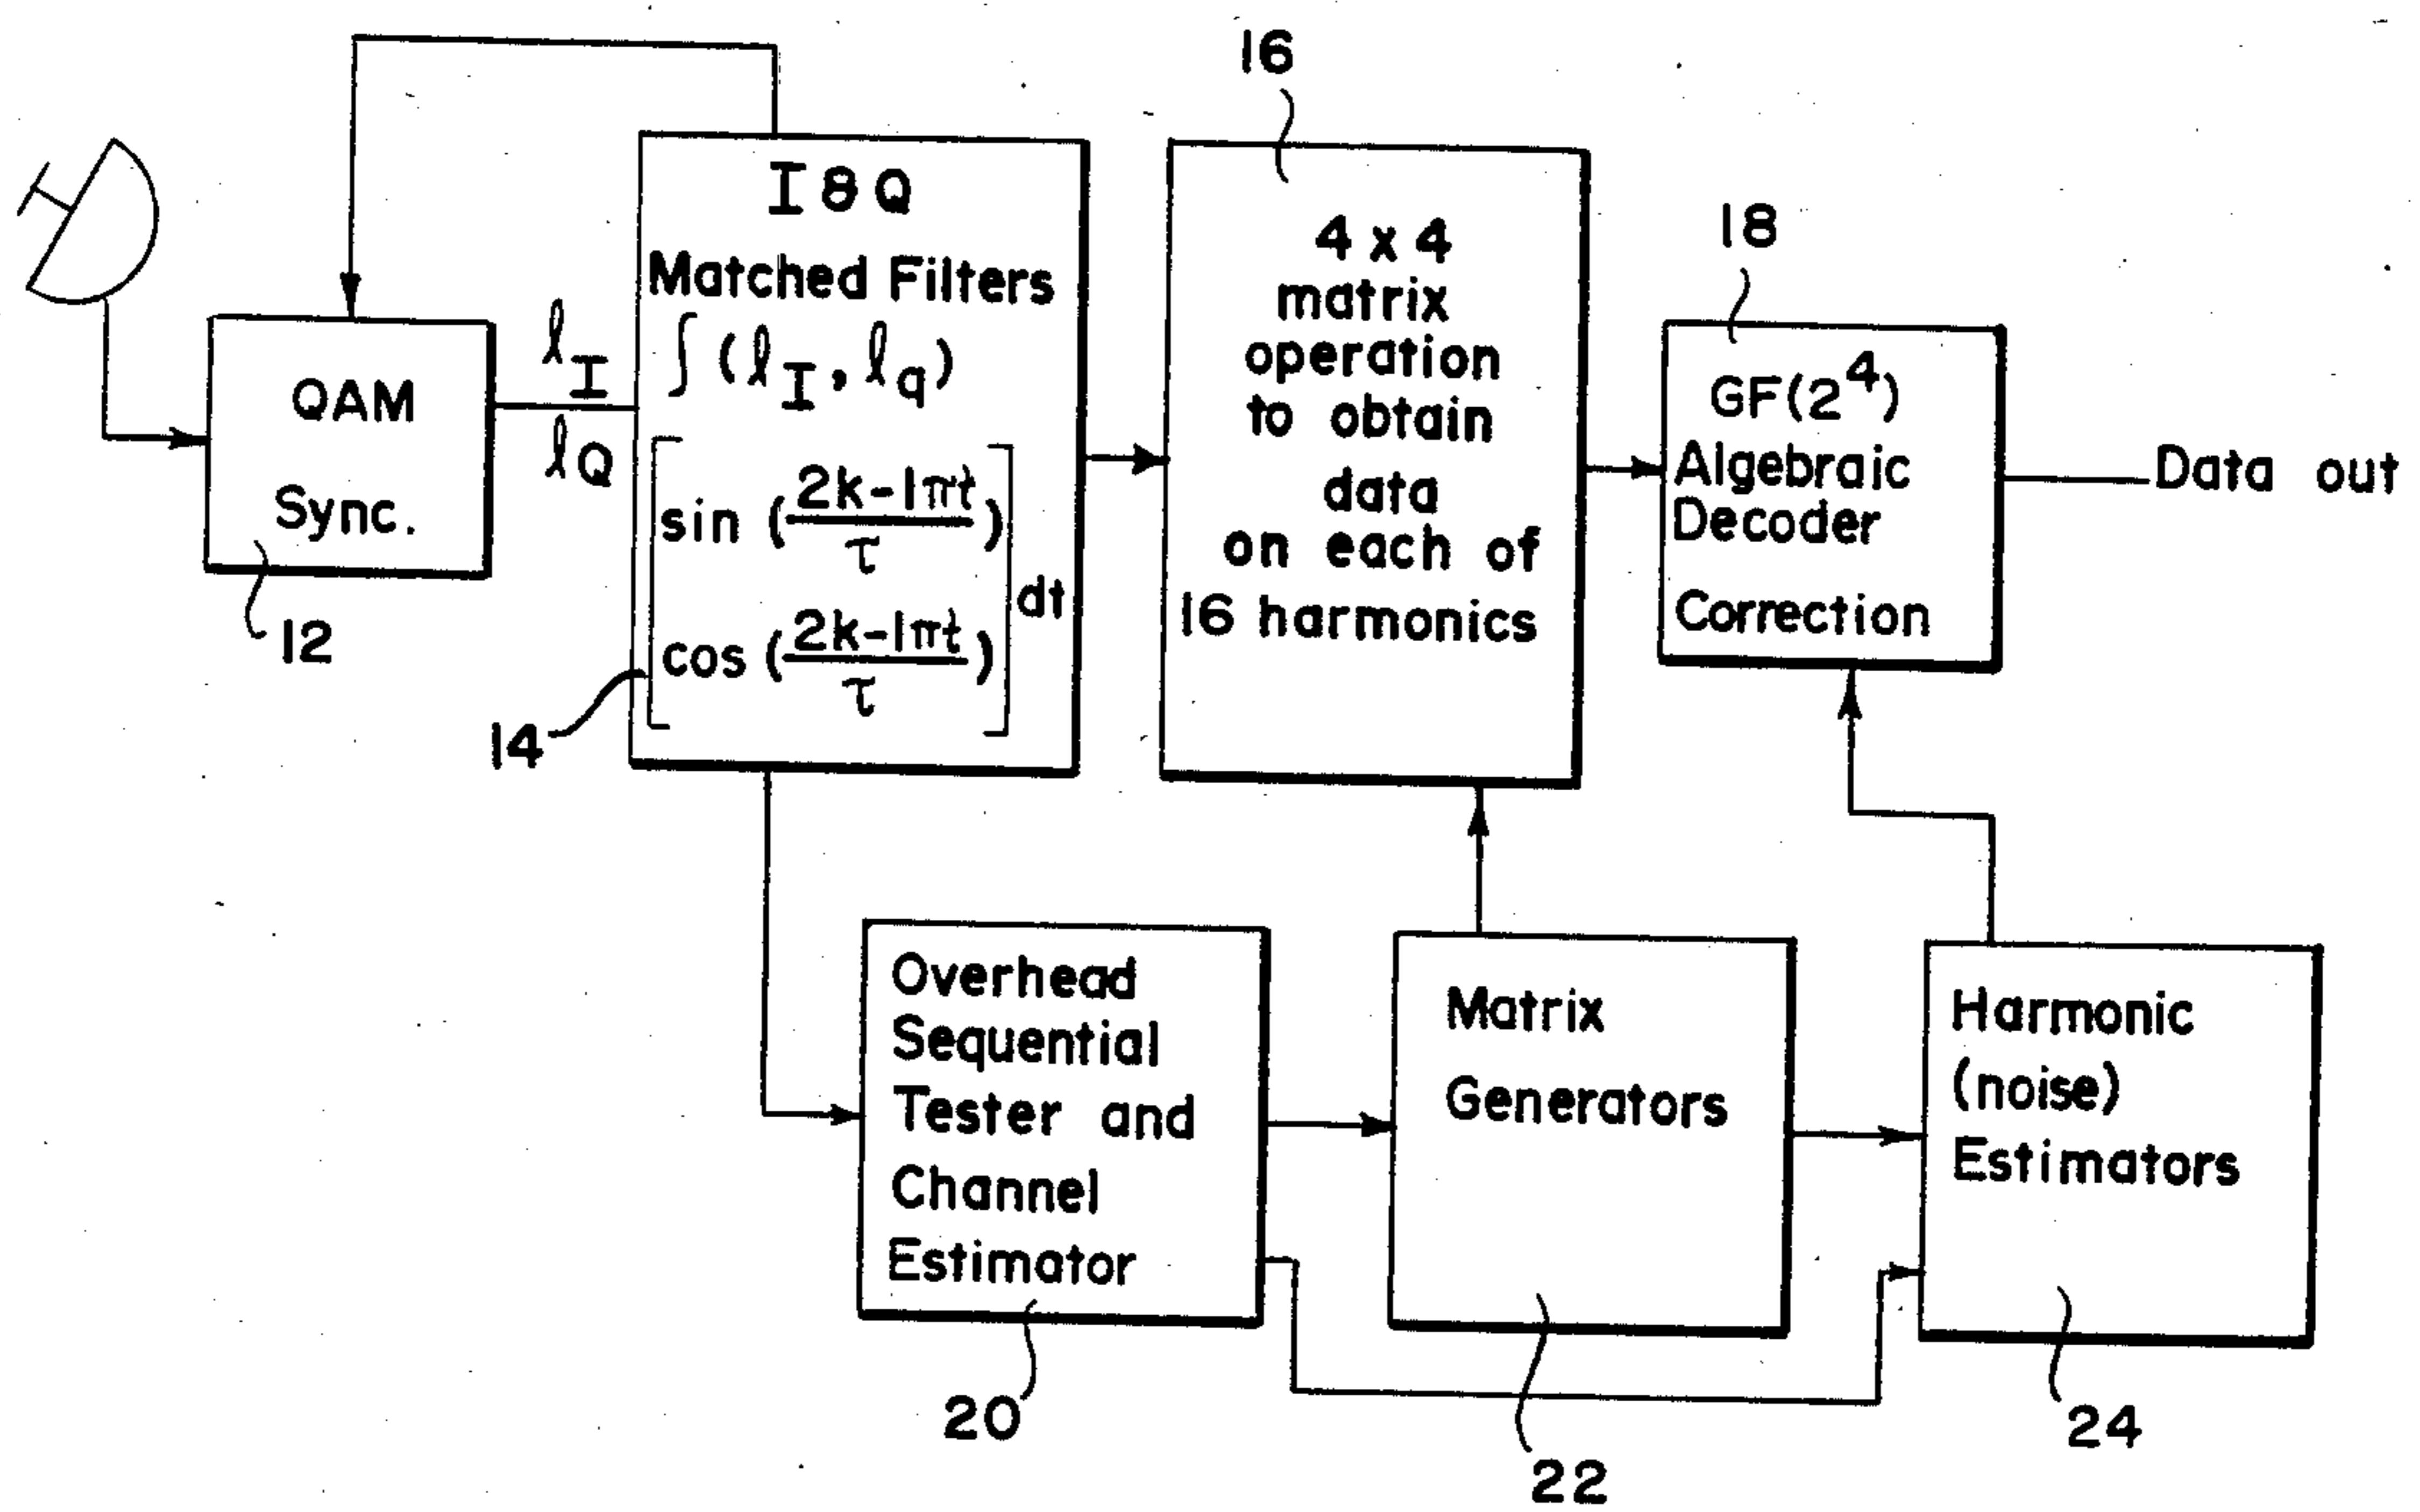 16
I & Q
Matched Filters
∫ (ℓ_I, ℓ_q)
[sin (2k-1πt/τ)
cos (2k-1πt/τ)] dt
14
QAM
Sync.
12
ℓ_I
ℓ_Q
4 x 4
matrix
operation
to obtain
data
on each of
16 harmonics
18
GF(2^4)
Algebraic
Decoder
Correction
Data out
Overhead
Sequential
Tester and
Channel
Estimator
20
Matrix
Generators
22
Harmonic
(noise)
Estimators
24